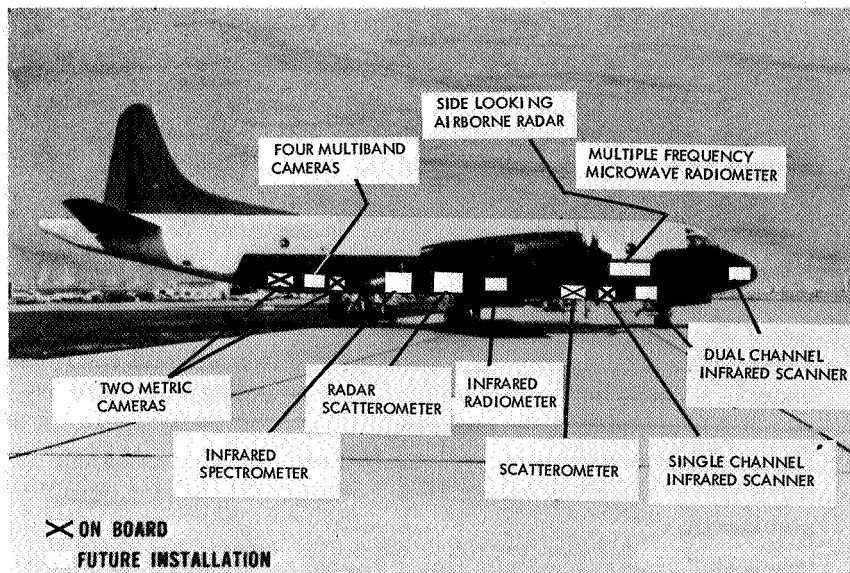 SIDE LOOKING
AIRBORNE RADAR
FOUR MULTIBAND
CAMERAS
MULTIPLE FREQUENCY
MICROWAVE RADIOMETER
DUAL CHANNEL
INFRARED SCANNER
TWO METRIC
CAMERAS
RADAR
SCATTEROMETER
INFRARED
RADIOMETER
INFRARED
SPECTROMETER
SCATTEROMETER
SINGLE CHANNEL
INFRARED SCANNER
ON BOARD
FUTURE INSTALLATION